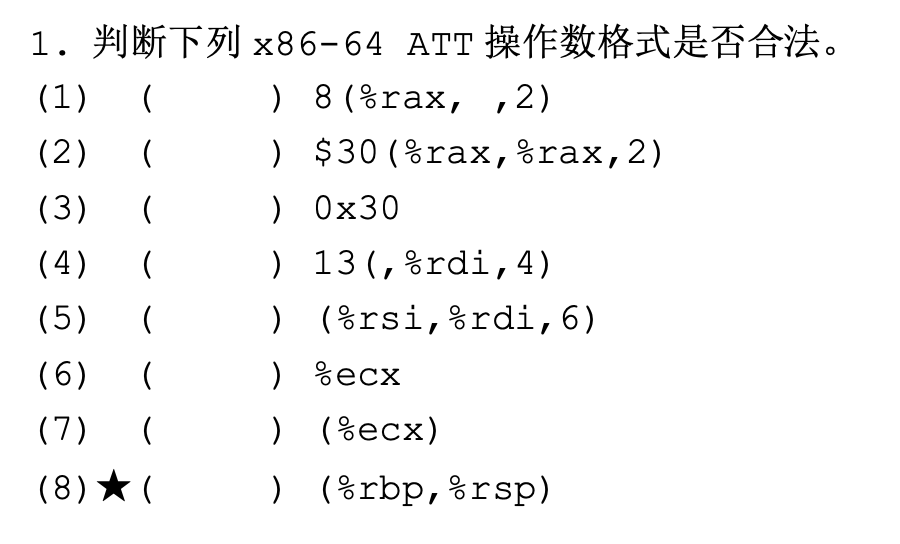 1. 判断下列 x86-64 ATT 操作数格式是否合法。
(1) (      ) 8(%rax, ,2)
(2) (      ) $30(%rax,%rax,2)
(3) (      ) 0x30
(4) (      ) 13(,%rdi,4)
(5) (      ) (%rsi,%rdi,6)
(6) (      ) %ecx
(7) (      ) (%ecx)
(8)★(      ) (%rbp,%rsp)